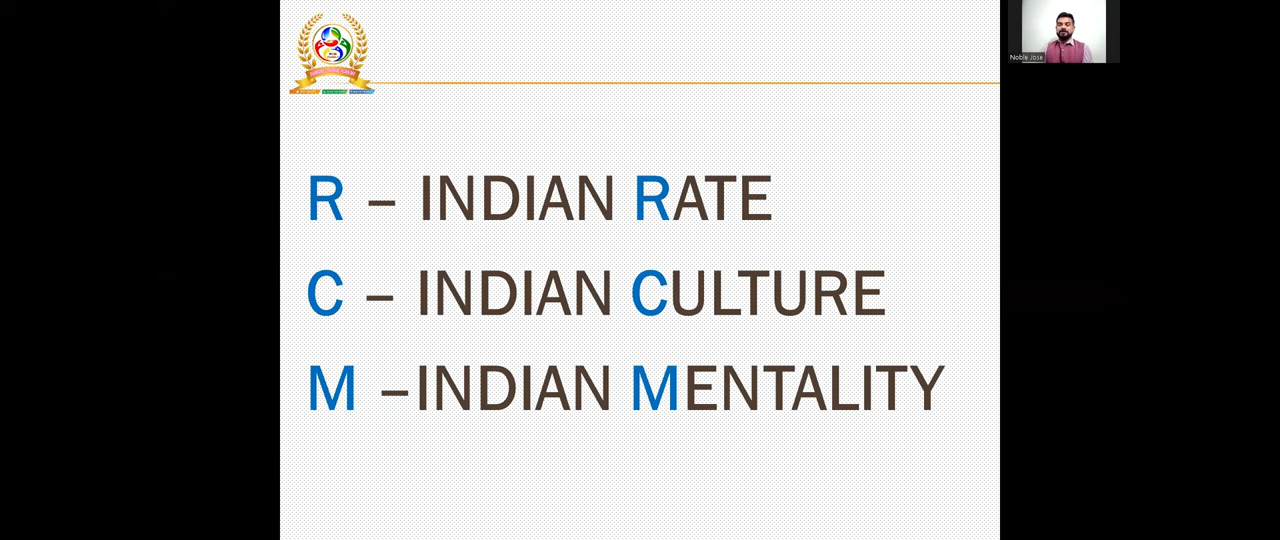 Noble Jose
R – INDIAN RATE
C – INDIAN CULTURE
M –INDIAN MENTALITY